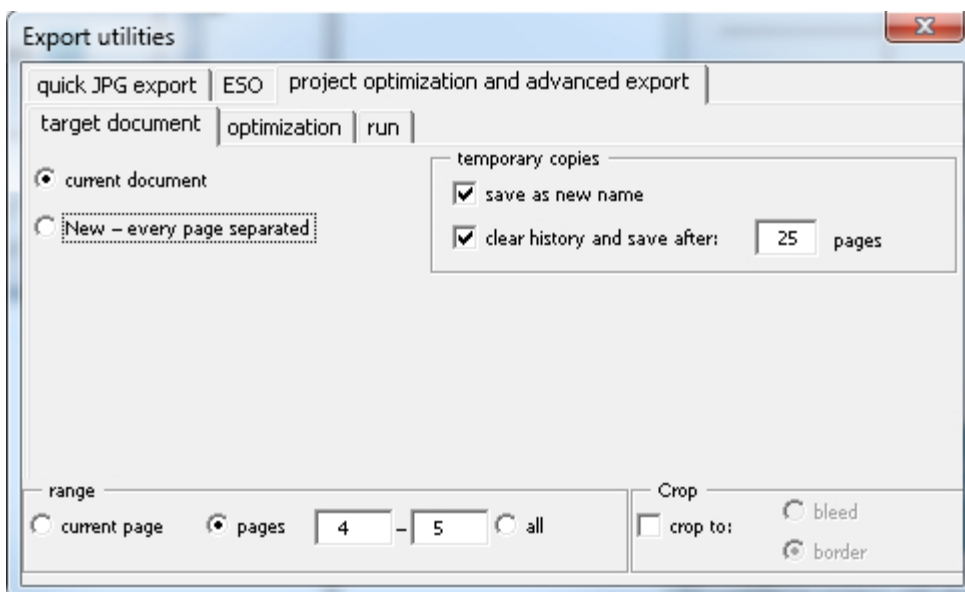 Export utilities
quick JPG export ESO project optimization and advanced export
target document optimization run
current document
New – every page separated
temporary copies
save as new name
clear history and save after: 25 pages
range
current page pages 4 – 5 all
Crop
crop to: bleed
border